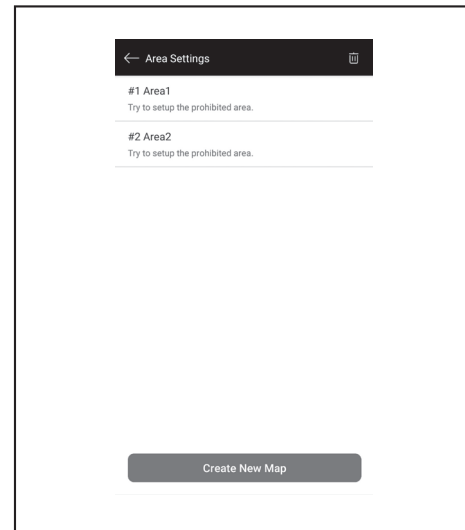 Area Settings
#1 Area1
Try to setup the prohibited area.
#2 Area2
Try to setup the prohibited area.
Create New Map